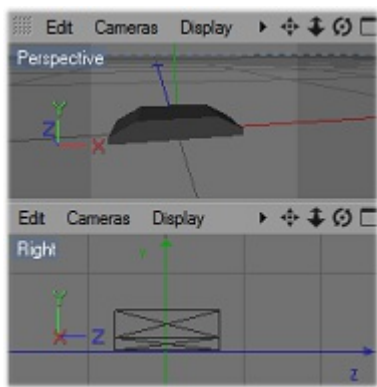 Edit Cameras Display
Perspective
Y
Z X
Edit Cameras Display
Right
Y
Y
X Z
Z